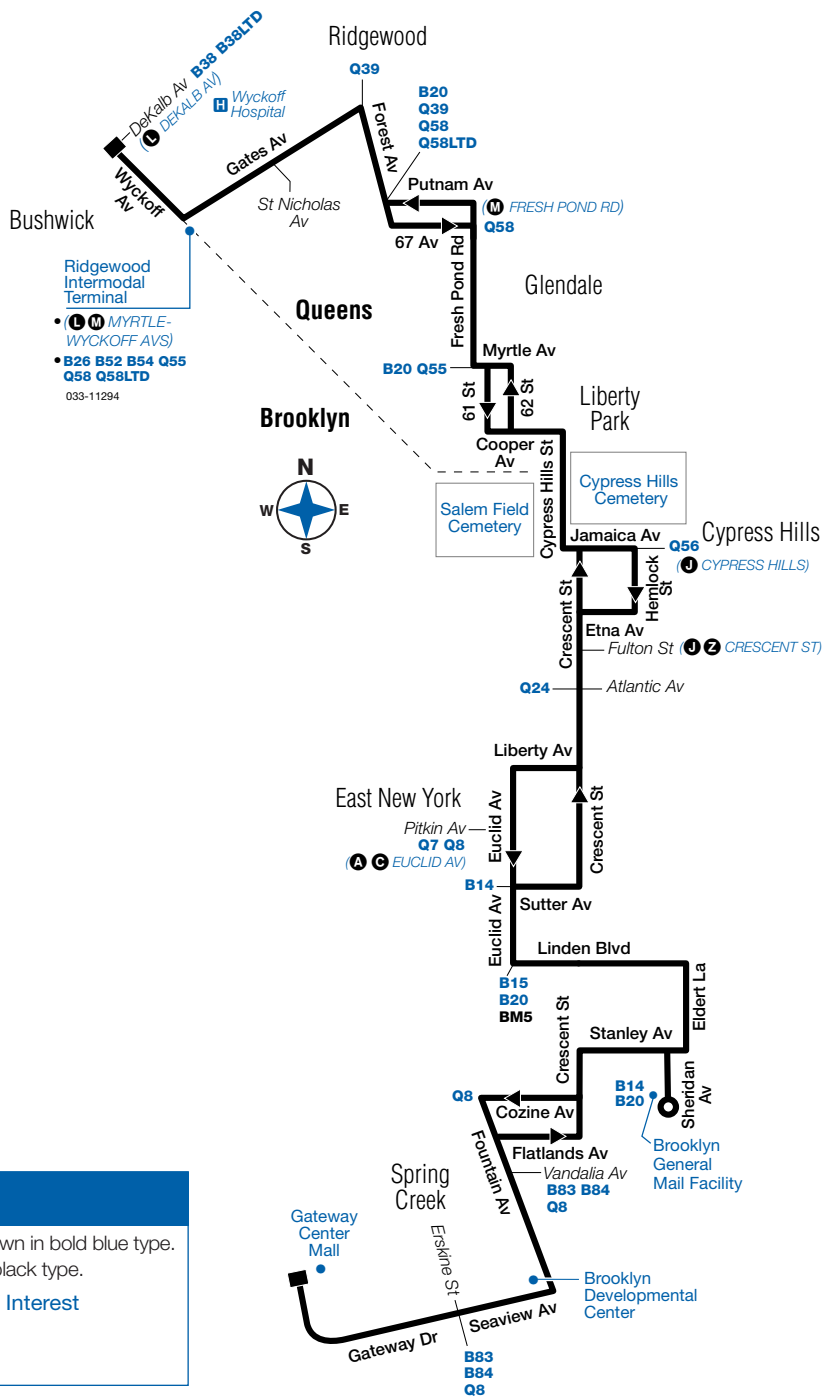 Ridgewood
DeKalb Av B38 B38LTD
(L DEKALB AV)
H Wyckoff
Hospital
Q39
B20
Q39
Q58
Q58LTD
Forest Av
Gates Av
Wyckoff
Av
St Nicholas
Av
Putnam Av
(M FRESH POND RD)
Q58
67 Av
Bushwick
Ridgewood
Intermodal
Terminal
• (L M MYRTLE-
WYCKOFF AVS)
• B26 B52 B54 Q55
Q58 Q58LTD
033-11294
Fresh Pond Rd
Glendale
Queens
Myrtle Av
B20 Q55
61 St
62 St
Liberty
Park
Brooklyn
Cooper
Av
Cypress Hills St
N
W
E
S
Salem Field
Cemetery
Cypress Hills
Cemetery
Jamaica Av
Cypress Hills
Q56
(J CYPRESS HILLS)
Crescent St
Hemlock
St
Etna Av
Fulton St (J Z CRESCENT ST)
Q24
Atlantic Av
Liberty Av
East New York
Euclid Av
Crescent St
Pitkin Av
Q7 Q8
(A C EUCLID AV)
B14
Sutter Av
Euclid Av
Linden Blvd
B15
B20
BM5
Eldert La
Crescent St
Stanley Av
Sheridan
Av
B14
B20
Q8
Cozine Av
Brooklyn
General
Mail Facility
Flatlands Av
Fountain Av
Vandalia Av
B83 B84
Q8
Spring
Creek
Gateway
Center
Mall
Erskine St
Brooklyn
Developmental
Center
Seaview Av
Gateway Dr
B83
B84
Q8
wn in bold blue type.
lack type.
Interest